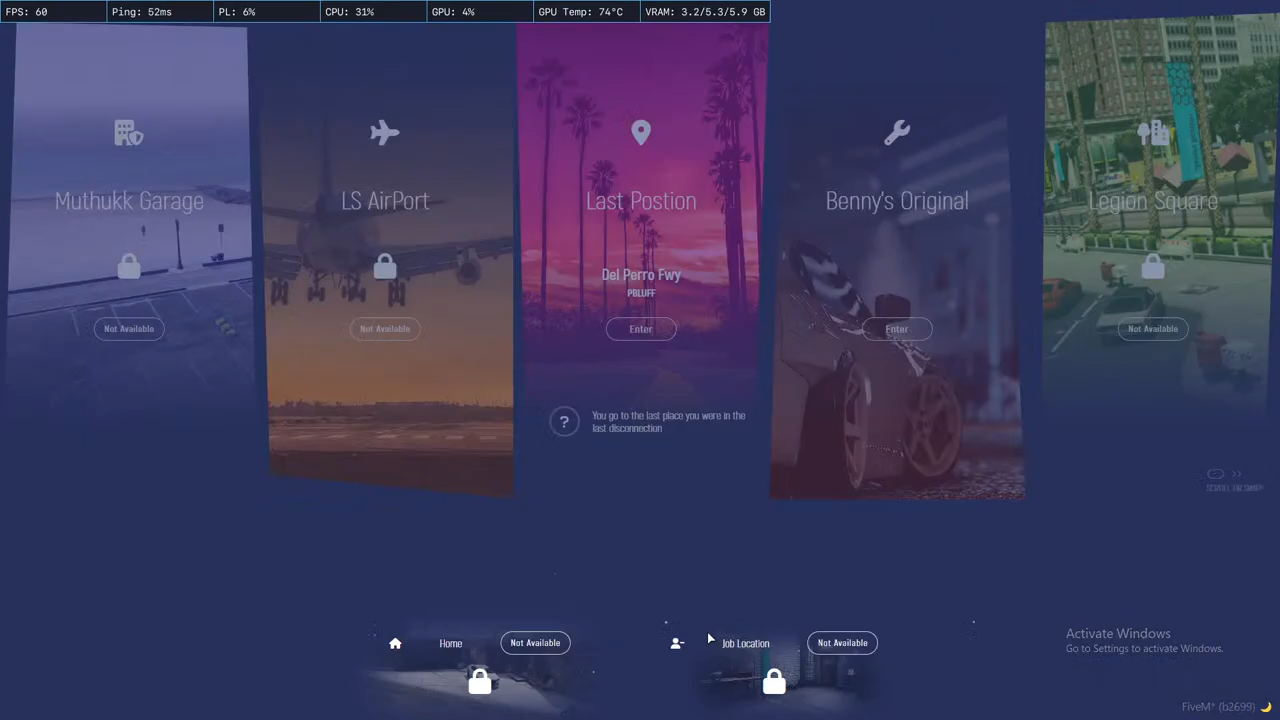 FPS: 60
Ping: 52ms
PL: 6%
CPU: 31%
GPU: 4%
GPU Temp: 74°C
VRAM: 3.2/5.3/5.9 GB
Muthukk Garage
Not Available
LS AirPort
Not Available
Last Postion
Del Perro Fwy
PBLUFF
Enter
You go to the last place you were in the
last disconnection
Benny's Original
Enter
Legion Square
Not Available
Home
Not Available
Job Location
Not Available
Activate Windows
Go to Settings to activate Windows.
FiveM* (b2699)